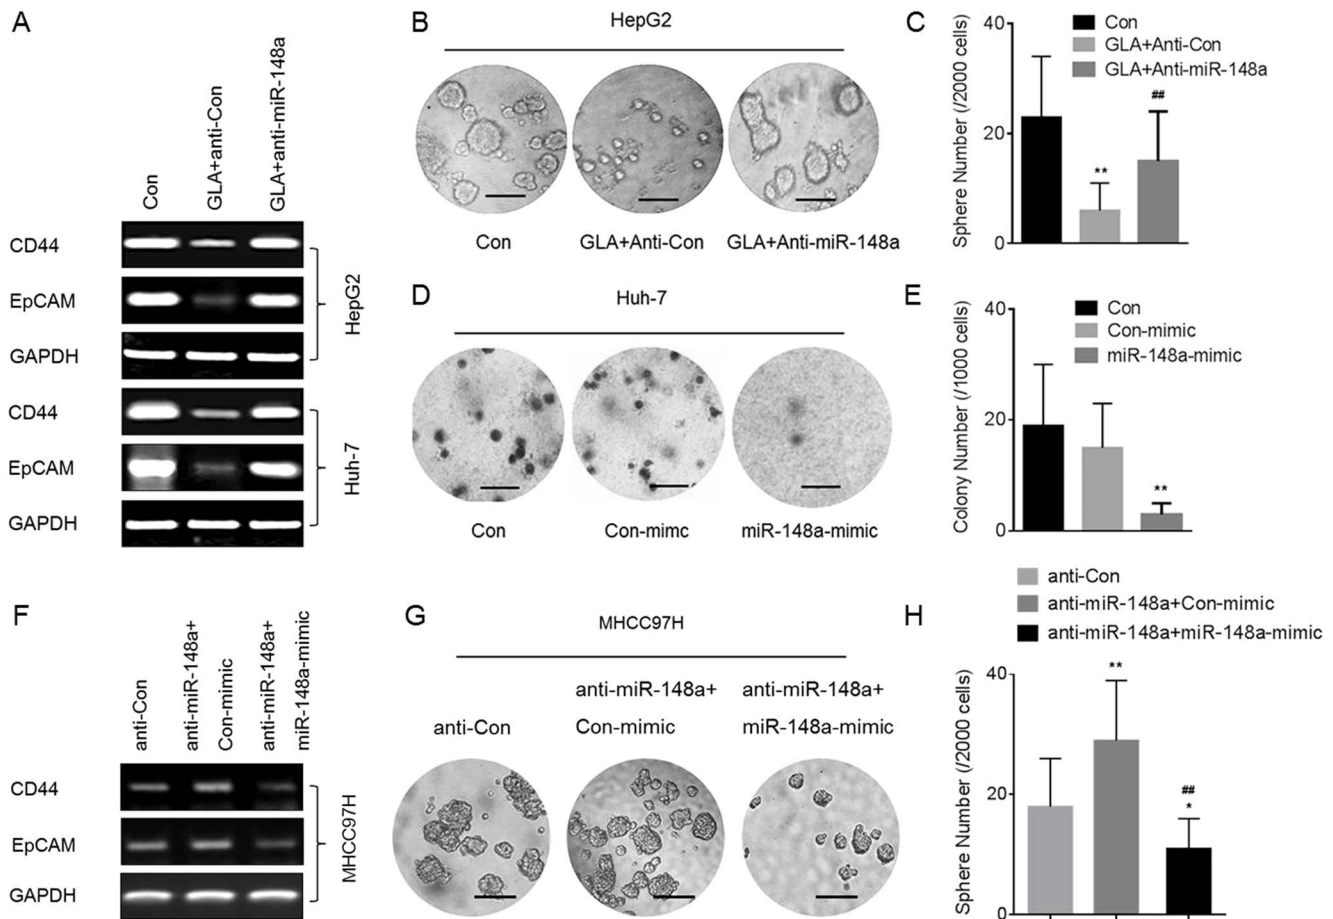 A
Con
GLA+anti-Con
GLA+anti-miR-148a
CD44
EpCAM
GAPDH
HepG2
CD44
EpCAM
GAPDH
Huh-7
B
HepG2
Con
GLA+Anti-Con
GLA+Anti-miR-148a
C
Con
GLA+Anti-Con
GLA+Anti-miR-148a
Sphere Number (/2000 cells)
40
20
0
**
##
D
Huh-7
Con
Con-mimc
miR-148a-mimic
E
Con
Con-mimic
miR-148a-mimic
Colony Number (/1000 cells)
40
20
0
**
F
anti-Con
anti-miR-148a+
Con-mimic
anti-miR-148a+
miR-148a-mimic
CD44
EpCAM
GAPDH
MHCC97H
G
MHCC97H
anti-Con
anti-miR-148a+
Con-mimic
anti-miR-148a+
miR-148a-mimic
H
anti-Con
anti-miR-148a+Con-mimic
anti-miR-148a+miR-148a-mimic
Sphere Number (/2000 cells)
40
20
0
**
##
*